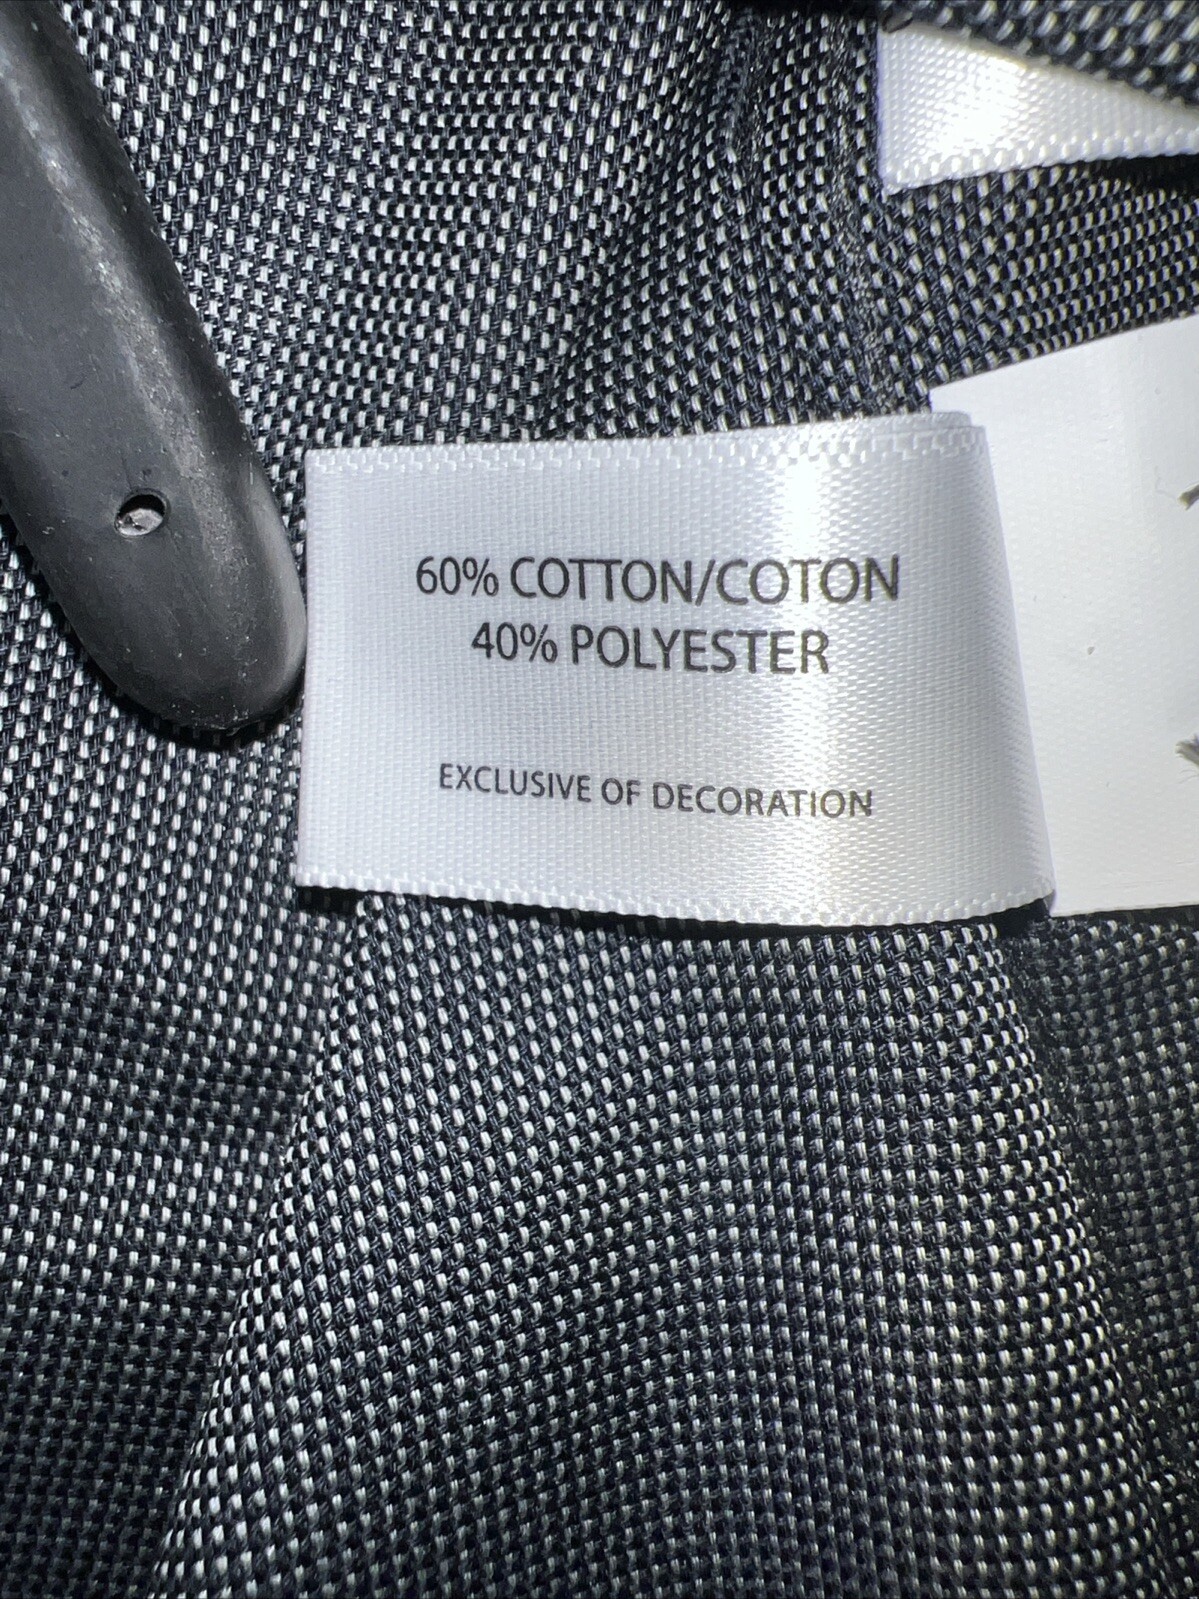 60% COTTON/COTON
40% POLYESTER
EXCLUSIVE OF DECORATION